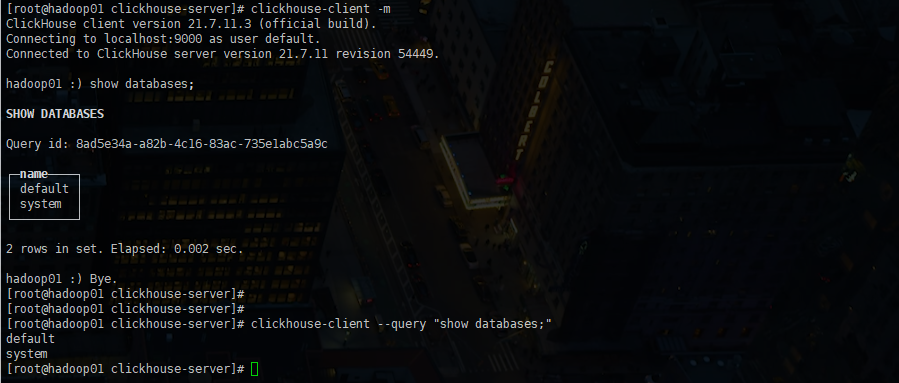 [root@hadoop01 clickhouse-server]# clickhouse-client -m
ClickHouse client version 21.7.11.3 (official build).
Connecting to localhost:9000 as user default.
Connected to ClickHouse server version 21.7.11 revision 54449.
hadoop01 :) show databases;
SHOW DATABASES
Query id: 8ad5e34a-a82b-4c16-83ac-735e1abc5a9c
name
default
system
2 rows in set. Elapsed: 0.002 sec.
hadoop01 :) Bye.
[root@hadoop01 clickhouse-server]#
[root@hadoop01 clickhouse-server]#
[root@hadoop01 clickhouse-server]# clickhouse-client --query "show databases;"
default
system
[root@hadoop01 clickhouse-server]#